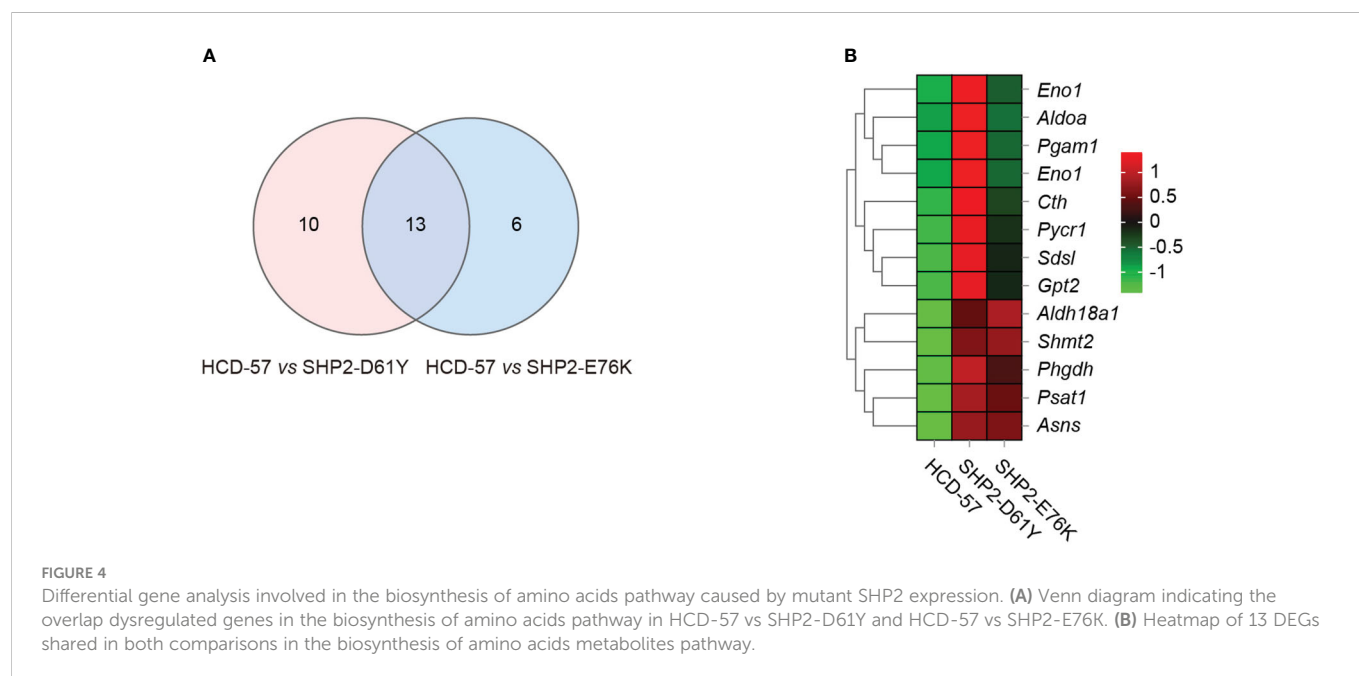 A
10
13
6
HCD-57 vs SHP2-D61Y
HCD-57 vs SHP2-E76K
B
Eno1
Aldoa
Pgam1
Eno1
Cth
Pycr1
Sdsl
Gpt2
Aldh18a1
Shmt2
Phgdh
Psat1
Asns
1
0.5
0
-0.5
-1
HCD-57
SHP2-D61Y
SHP2-E76K
FIGURE 4
Differential gene analysis involved in the biosynthesis of amino acids pathway caused by mutant SHP2 expression. (A) Venn diagram indicating the
overlap dysregulated genes in the biosynthesis of amino acids pathway in HCD-57 vs SHP2-D61Y and HCD-57 vs SHP2-E76K. (B) Heatmap of 13 DEGs
shared in both comparisons in the biosynthesis of amino acids metabolites pathway.